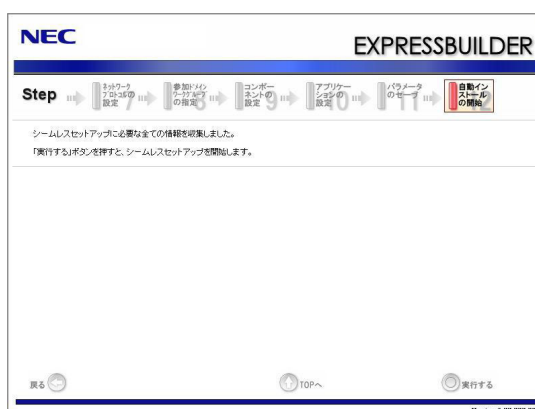 NEC
EXPRESSBUILDER
Step
ネットワーク
プロトコルの
設定 7
参加ドメイン
ワークグループ
の指定 8
コンポー
ネントの
設定 9
アプリケー
ションの
設定 10
パラメータ
のセーブ 11
自動イン
ストール
の開始 12
シームレスセットアップに必要な全ての情報を収集しました。
「実行する」ボタンを押すと、シームレスセットアップを開始します。
戻る
TOPへ
実行する